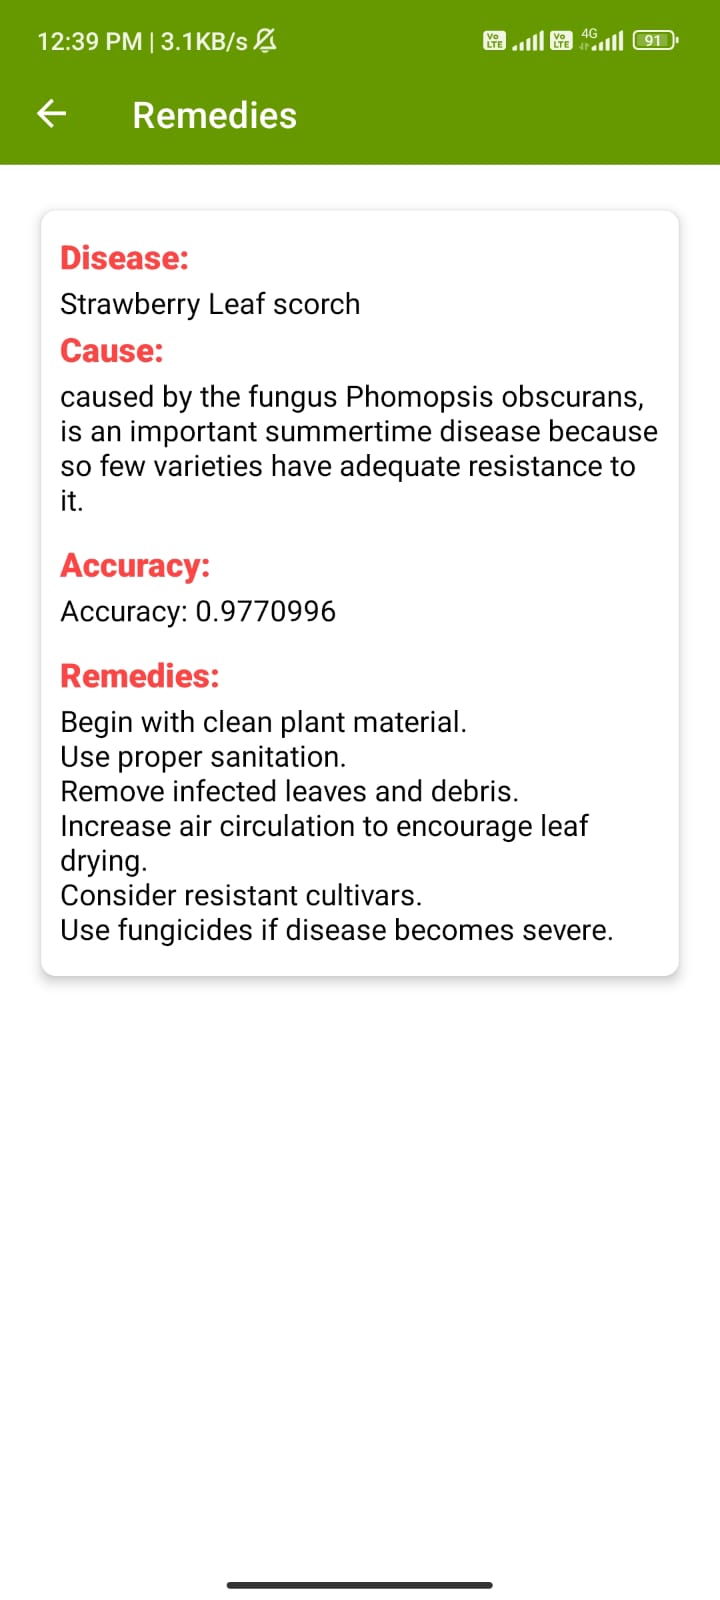 12:39 PM | 3.1KB/s
Vo LTE Vo LTE 4G 91
Remedies
Disease:
Strawberry Leaf scorch
Cause:
caused by the fungus Phomopsis obscurans,
is an important summertime disease because
so few varieties have adequate resistance to
it.
Accuracy:
Accuracy: 0.9770996
Remedies:
Begin with clean plant material.
Use proper sanitation.
Remove infected leaves and debris.
Increase air circulation to encourage leaf
drying.
Consider resistant cultivars.
Use fungicides if disease becomes severe.